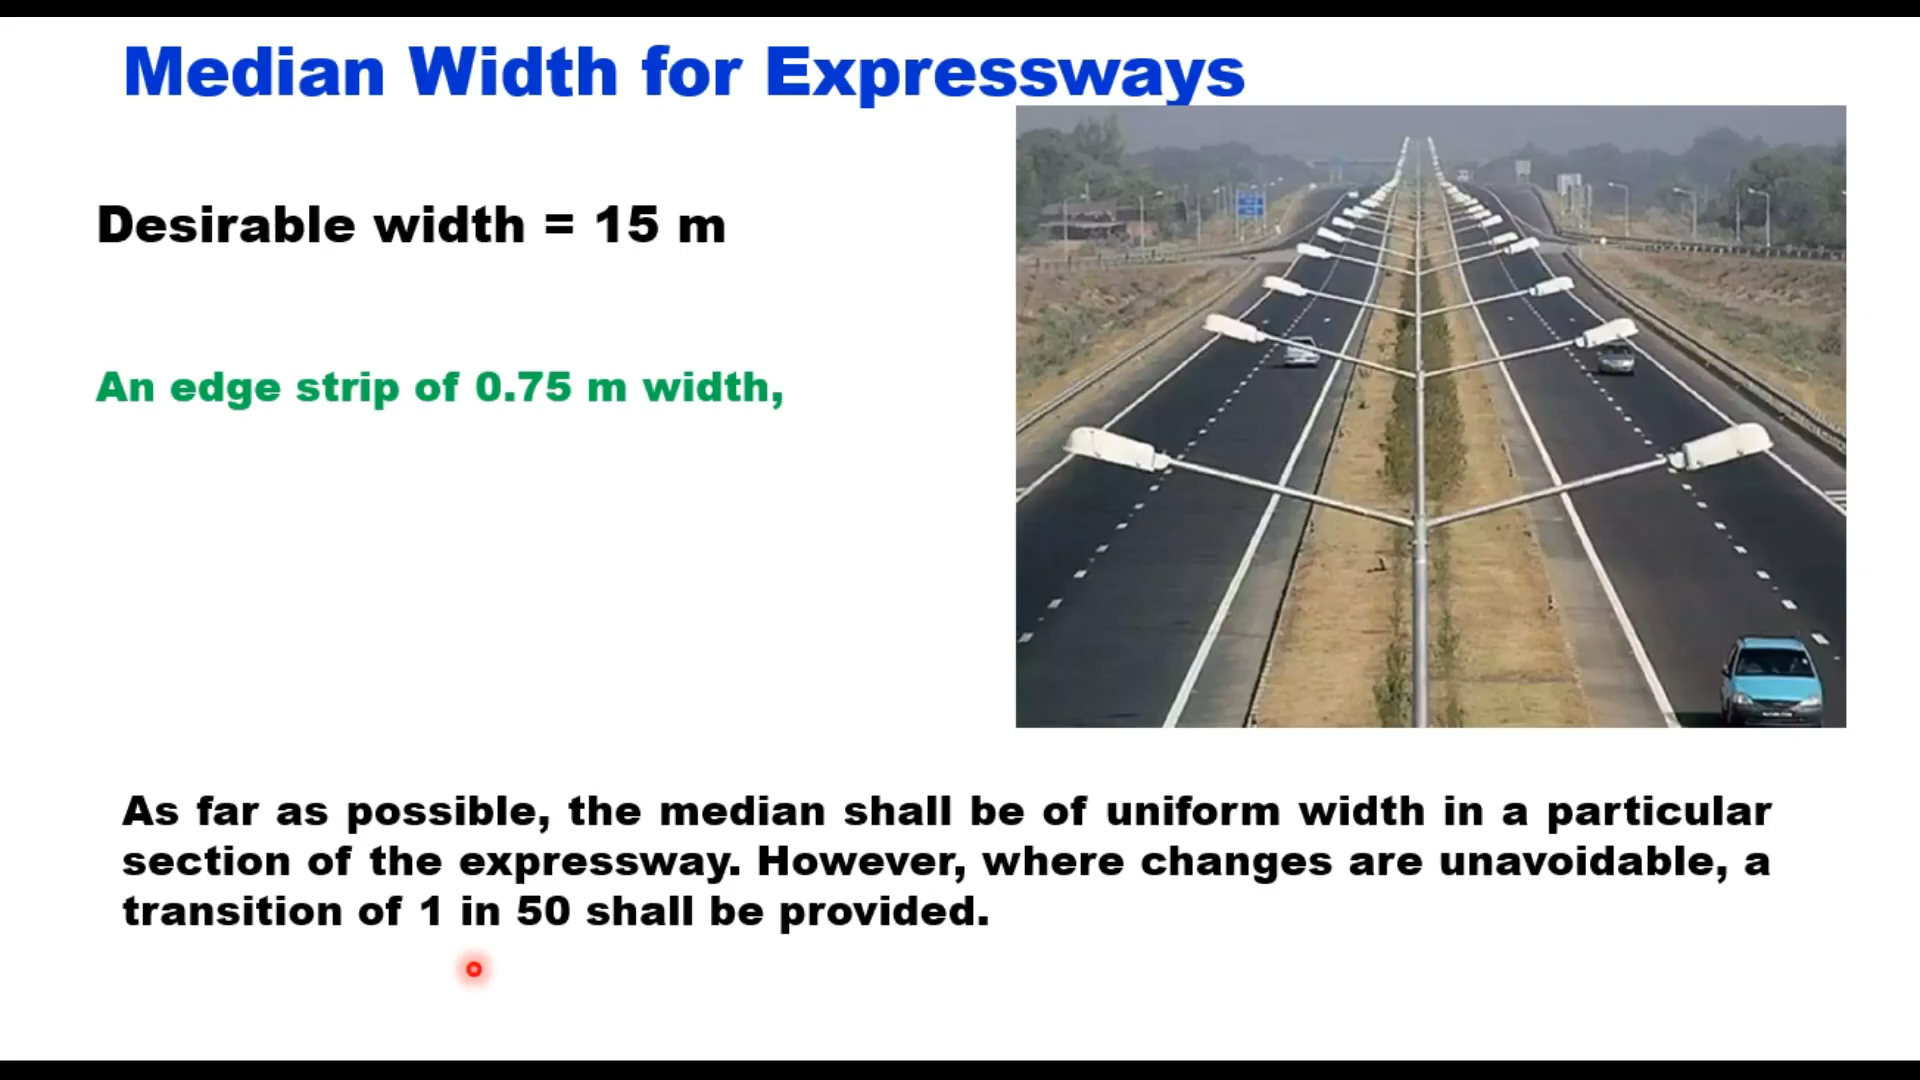 Median Width for Expressways
Desirable width = 15 m
An edge strip of 0.75 m width,
As far as possible, the median shall be of uniform width in a particular
section of the expressway. However, where changes are unavoidable, a
transition of 1 in 50 shall be provided.